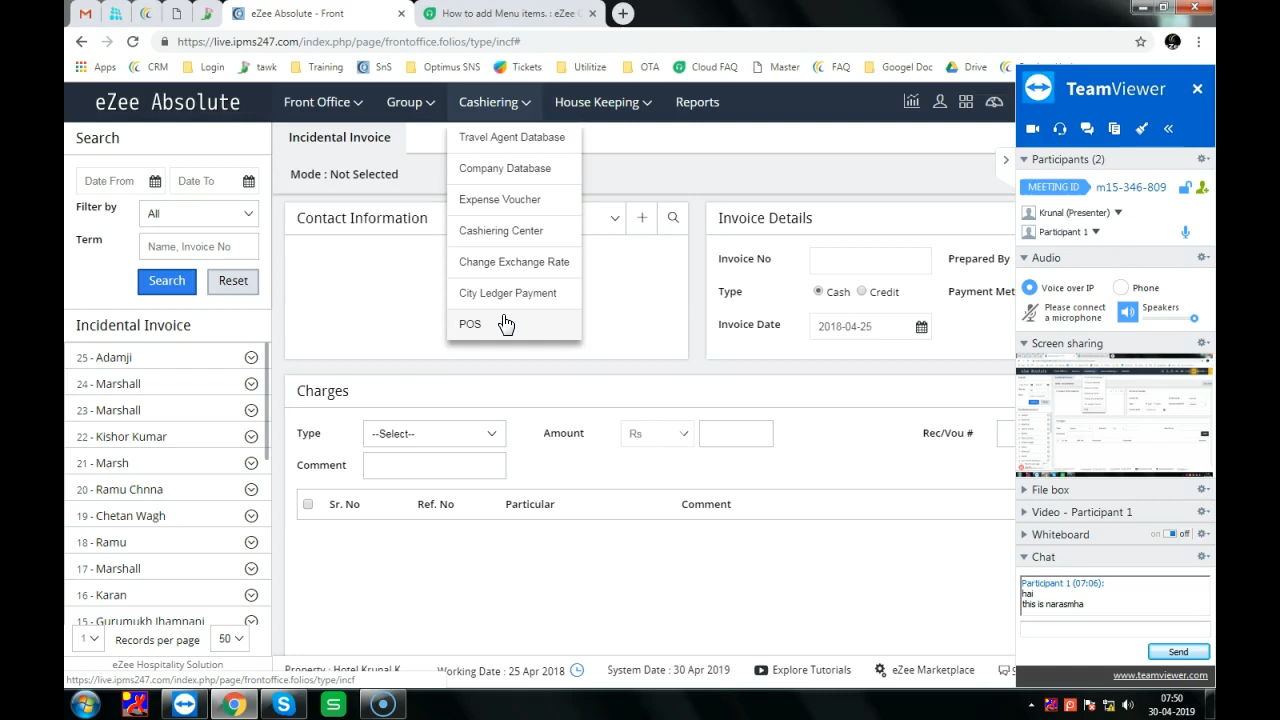 eZee Absolute - Front
How to add Menu items. : eZee C
https://live.ipms247.com/index.php/page/frontoffice.folios/type/incf#
Apps
CRM
Login
tawk
Training
SnS
Optimus SNS
Tickets
Utilitize
OTA
Cloud FAQ
Master
FAQ
Googel Doc
Drive
eZee Absolute
Front Office
Group
Cashiering
House Keeping
Reports
Search
Date From
Date To
Filter by
All
Term
Name, Invoice No
Search
Reset
Incidental Invoice
25 - Adamji
24 - Marshall
23 - Marshall
22 - Kishor Kumar
21 - Marsh
20 - Ramu Chnna
19 - Chetan Wagh
18 - Ramu
17 - Marshall
16 - Karan
15 - Gurumukh Jhamnani
1
Records per page
50
eZee Hospitality Solution
https://live.ipms247.com/index.php/page/frontoffice.folios/type/incf
Incidental Invoice
Mode : Not Selected
Travel Agent Database
Company Database
Expense Voucher
Cashiering Center
Change Exchange Rate
City Ledger Payment
POS
Contact Information
Invoice Details
Invoice No
Prepared By
Type
Cash
Credit
Payment Met
Invoice Date
2018-04-25
Charges
Type
--Select--
Amount
Rs
Rec/Vou #
Comment
Sr. No
Ref. No
Particular
Comment
Property : Hotel Krunal K
Working Date : 25 Apr 2018
System Date : 30 Apr 2019
Explore Tutorials
eZee Marketplace
TeamViewer
Participants (2)
MEETING ID
m15-346-809
Krunal (Presenter)
Participant 1
Audio
Voice over IP
Phone
Please connect
a microphone
Speakers
Screen sharing
File box
Video - Participant 1
Whiteboard
on
off
Chat
Participant 1 (07:06):
hai
this is narasmha
Send
www.teamviewer.com
07:50
30-04-2019